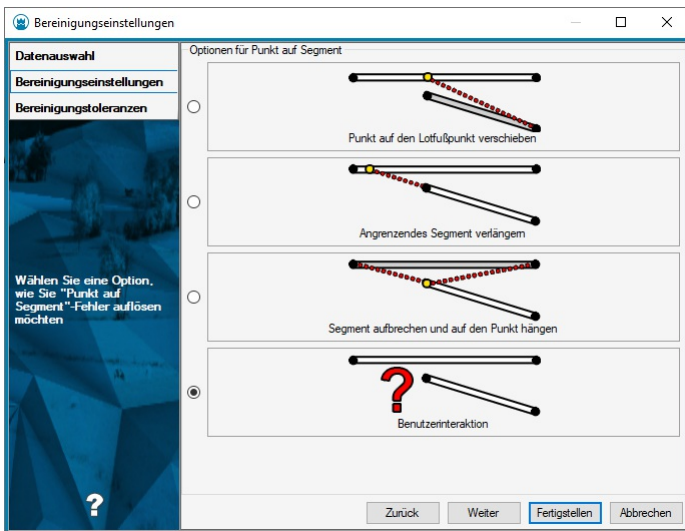 Bereinigungseinstellungen
Datenauswahl
Bereinigungseinstellungen
Bereinigungstoleranzen
Wählen Sie eine Option,
wie Sie "Punkt auf
Segment"-Fehler auflösen
möchten
?
Optionen für Punkt auf Segment
Punkt auf den Lotfußpunkt verschieben
Angrenzendes Segment verlängern
Segment aufbrechen und auf den Punkt hängen
?
Benutzerinteraktion
Zurück
Weiter
Fertigstellen
Abbrechen